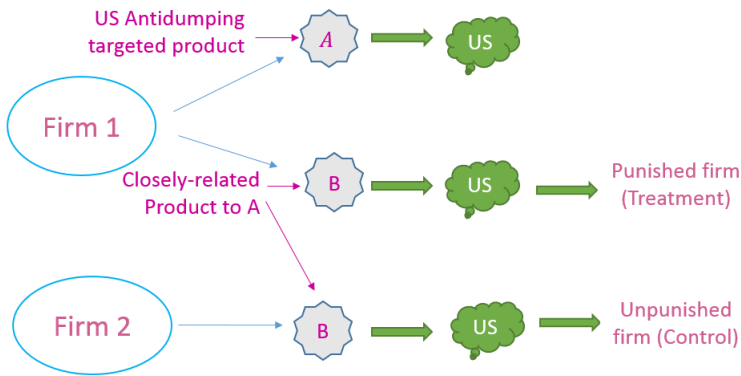 US Antidumping
targeted product
A
US
Firm 1
Closely-related
Product to A
B
US
Punished firm
(Treatment)
Firm 2
B
US
Unpunished
firm (Control)